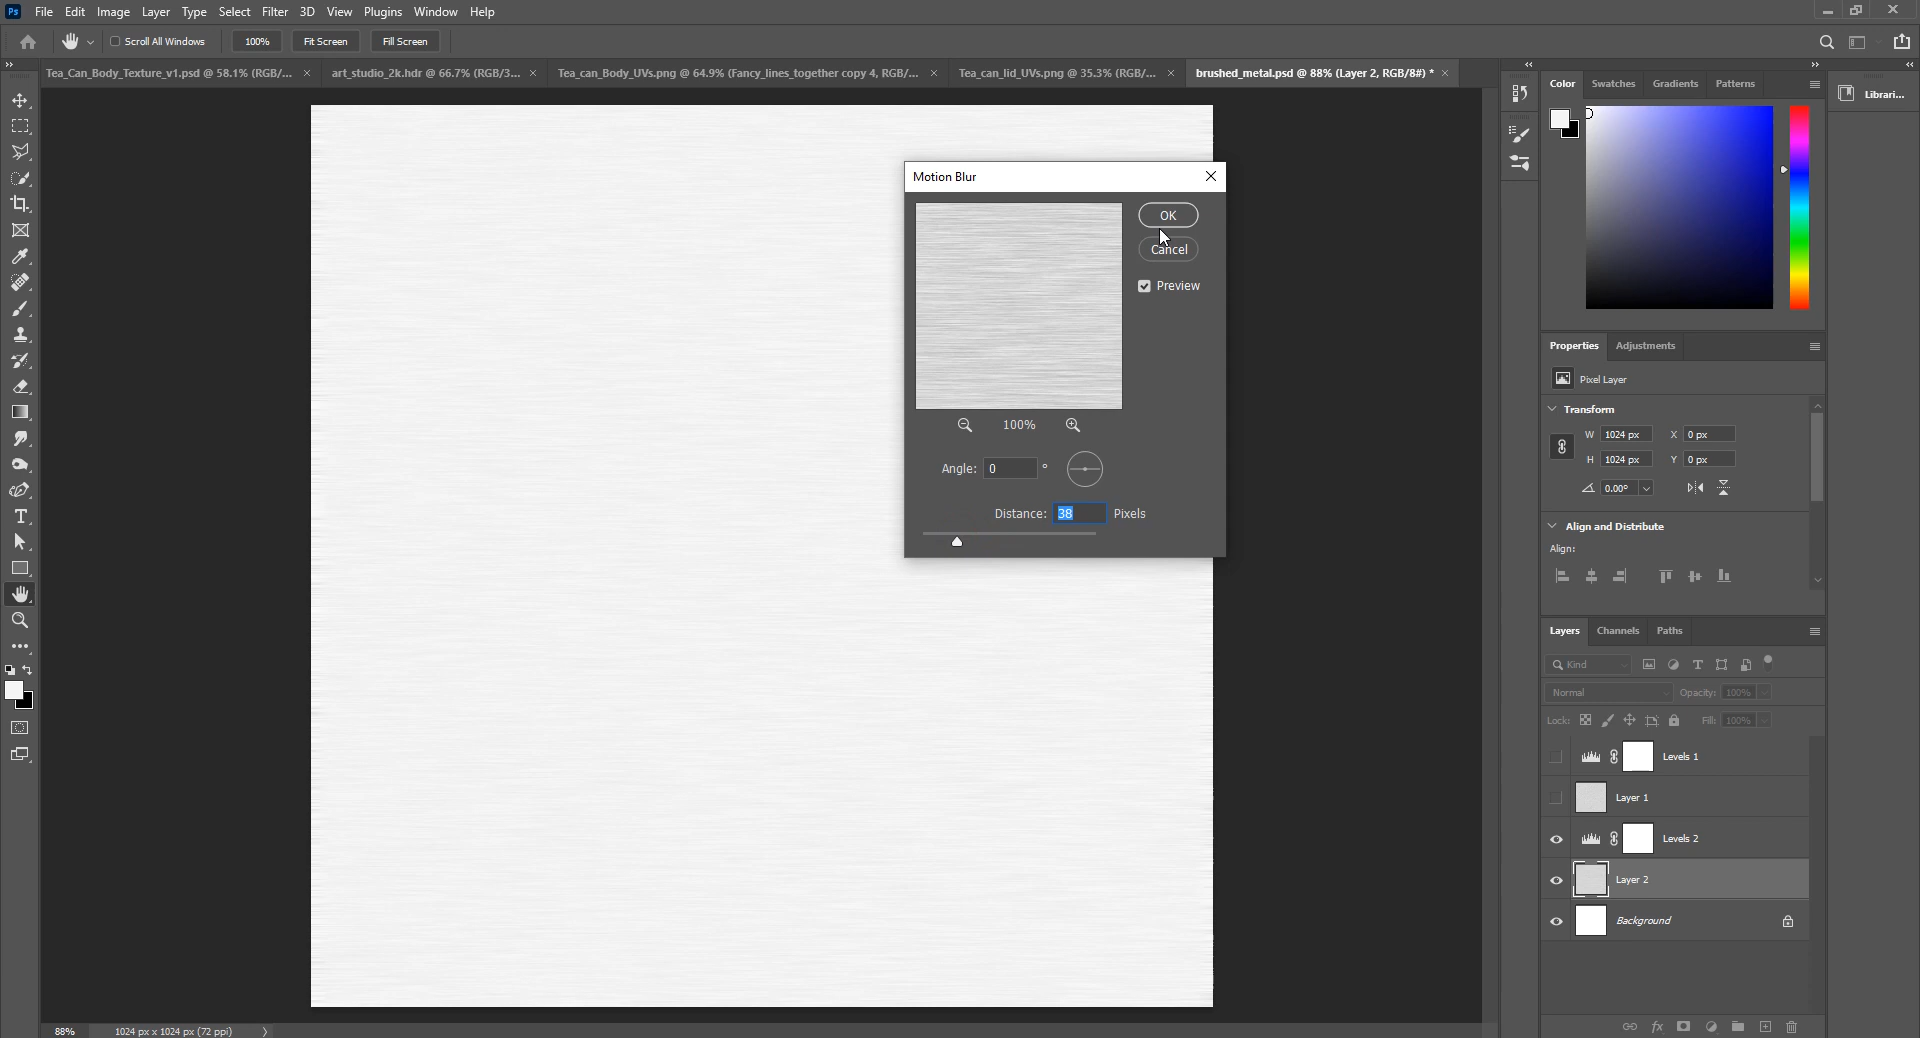 Ps File Edit Image Layer Type Select Filter 3D View Plugins Window Help
Scroll All Windows 100% Fit Screen Fill Screen
Tea_Can_Body_Texture_v1.psd @ 58.1% (RGB/... × art_studio_2k.hdr @ 66.7% (RGB/3... × Tea_can_Body_UVs.png @ 64.9% (Fancy_lines_together copy 4, RGB/... × Tea_can_lid_UVs.png @ 35.3% (RGB/... × brushed_metal.psd @ 88% (Layer 2, RGB/8#) * ×
Color Swatches Gradients Patterns
Librari...
Motion Blur
OK
Cancel
Preview
100%
Angle: 0 °
Distance: 38 Pixels
Properties Adjustments
Pixel Layer
Transform
W 1024 px X 0 px
H 1024 px Y 0 px
0.00°
Align and Distribute
Align:
Layers Channels Paths
Kind
Normal Opacity: 100%
Lock: Fill: 100%
Levels 1
Layer 1
Levels 2
Layer 2
Background
88% 1024 px x 1024 px (72 ppi)